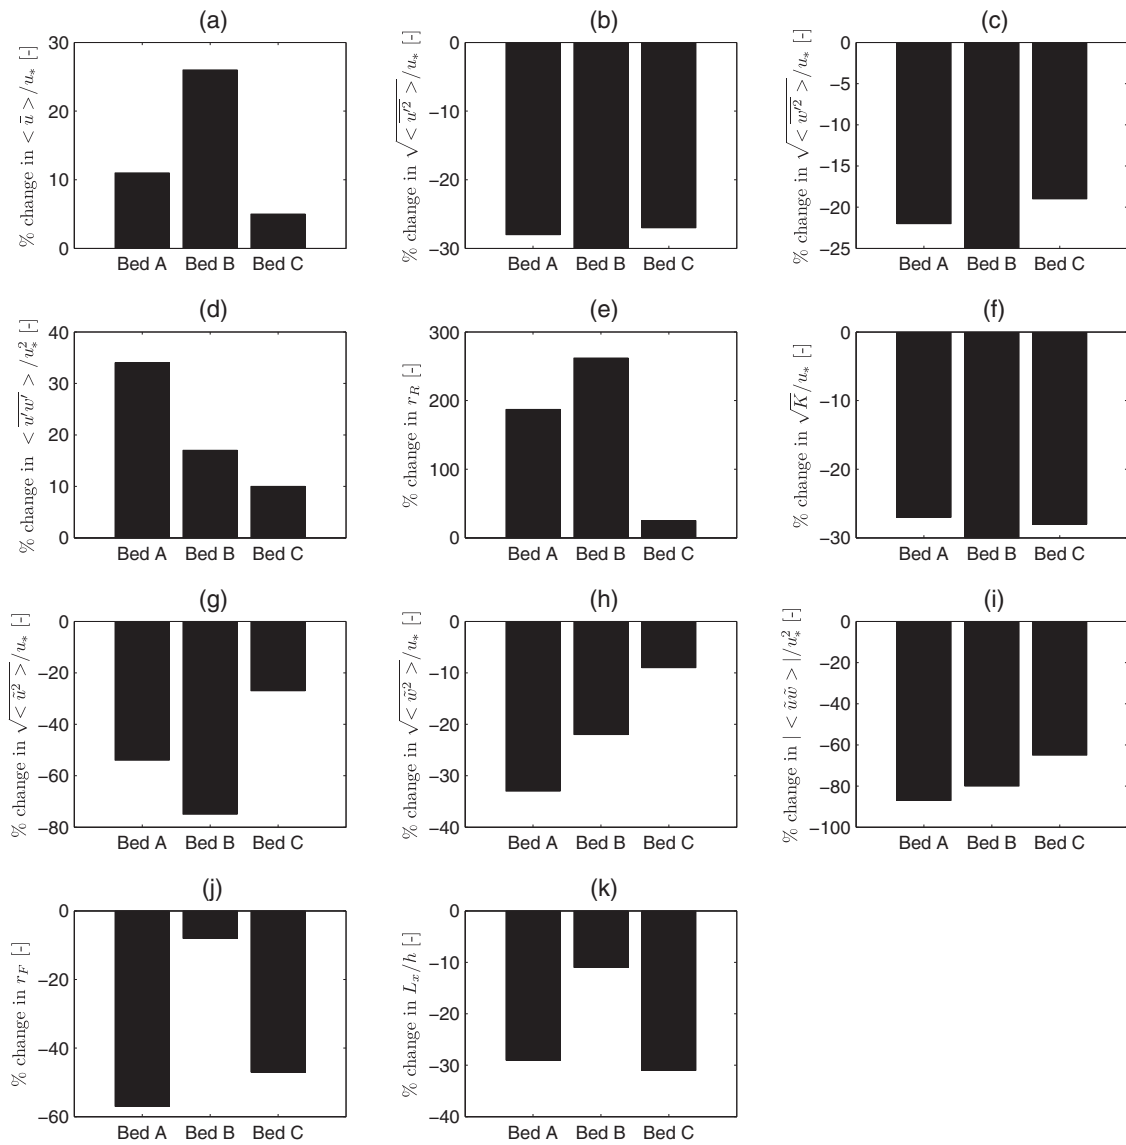 (a)
% change in < ū > /u∗ [-]
30
20
10
0
Bed A Bed B Bed C
(b)
% change in √< u′² > /u∗ [-]
0
−10
−20
−30
Bed A Bed B Bed C
(c)
% change in √< w′² > /u∗ [-]
0
−5
−10
−15
−20
−25
Bed A Bed B Bed C
(d)
% change in < u′w′ > /u∗² [-]
40
30
20
10
0
Bed A Bed B Bed C
(e)
% change in r_R [-]
300
200
100
0
Bed A Bed B Bed C
(f)
% change in √K/u∗ [-]
0
−10
−20
−30
Bed A Bed B Bed C
(g)
% change in √< ũ² > /u∗ [-]
0
−20
−40
−60
−80
Bed A Bed B Bed C
(h)
% change in √< w̃² > /u∗ [-]
0
−10
−20
−30
−40
Bed A Bed B Bed C
(i)
% change in | < ũw̃ > |/u∗² [-]
0
−20
−40
−60
−80
−100
Bed A Bed B Bed C
(j)
% change in r_F [-]
0
−20
−40
−60
Bed A Bed B Bed C
(k)
% change in L_x/h [-]
0
−10
−20
−30
−40
Bed A Bed B Bed C